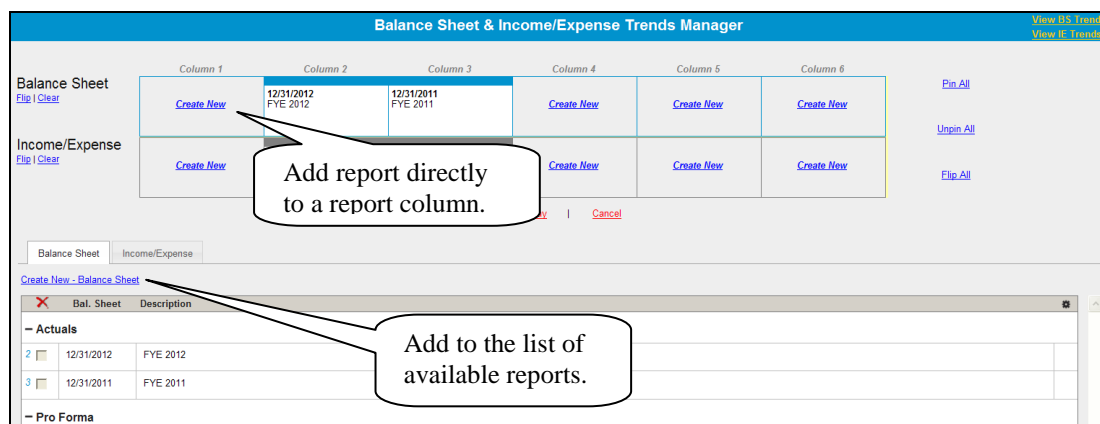 Balance Sheet & Income/Expense Trends Manager
View BS Trend
View IE Trends
Column 1 Column 2 Column 3 Column 4 Column 5 Column 6
Balance Sheet
Flip | Clear
Create New
12/31/2012
FYE 2012
12/31/2011
FYE 2011
Create New
Create New
Create New
Pin All
Unpin All
Income/Expense
Flip | Clear
Create New
Create New
Create New
Create New
Flip All
Add report directly
to a report column.
| Cancel
Balance Sheet Income/Expense
Create New - Balance Sheet
Bal. Sheet Description
– Actuals
2 12/31/2012 FYE 2012
3 12/31/2011 FYE 2011
Add to the list of
available reports.
– Pro Forma